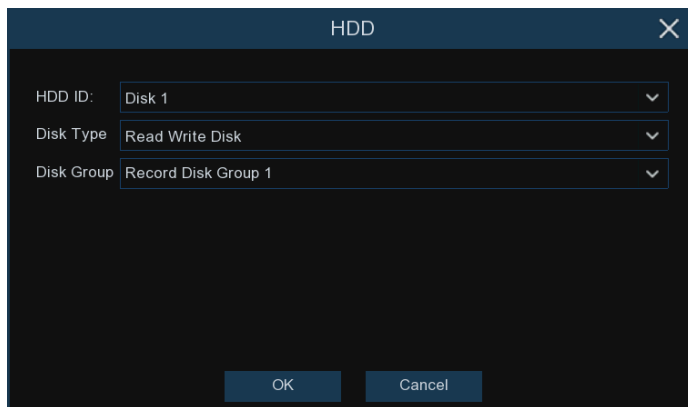 HDD
HDD ID: Disk 1
Disk Type Read Write Disk
Disk Group Record Disk Group 1
OK Cancel